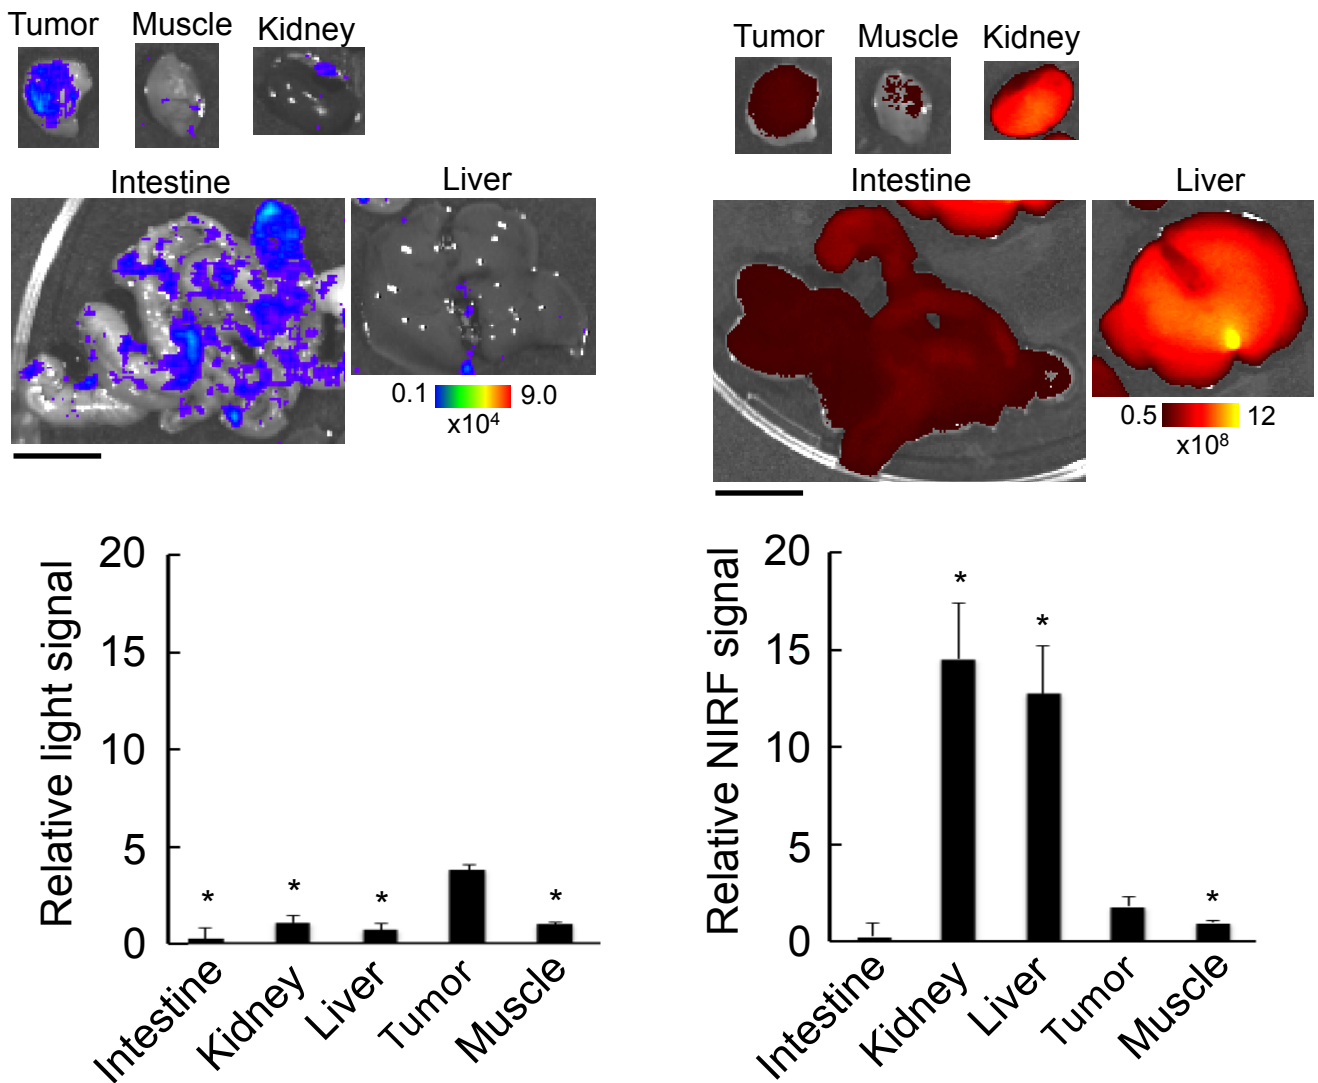 Tumor Muscle Kidney
Intestine Liver
0.1 9.0
x10⁴
Tumor Muscle Kidney
Intestine Liver
0.5 12
x10⁸
Relative light signal
20
15
10
5
0
* * * *
Intestine Kidney Liver Tumor Muscle
Relative NIRF signal
20
15
10
5
0
* * *
Intestine Kidney Liver Tumor Muscle